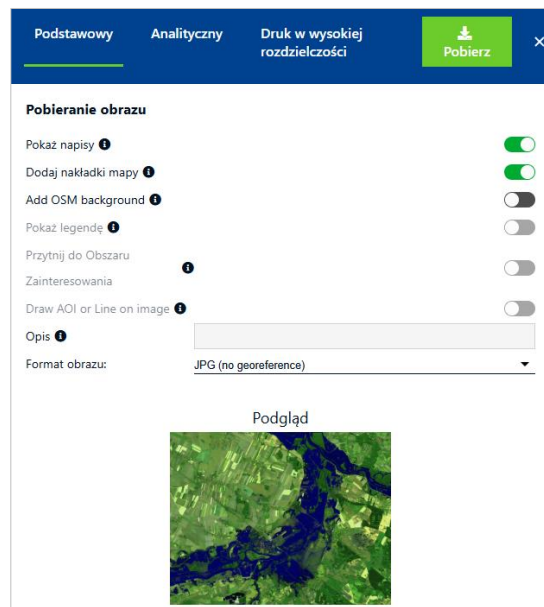 Podstawowy
Analityczny
Druk w wysokiej
rozdzielczości
Pobierz
Pobieranie obrazu
Pokaż napisy
Dodaj nakładki mapy
Add OSM background
Pokaż legendę
Przytnij do Obszaru
Zainteresowania
Draw AOI or Line on image
Opis
Format obrazu: JPG (no georeference)
Podgląd